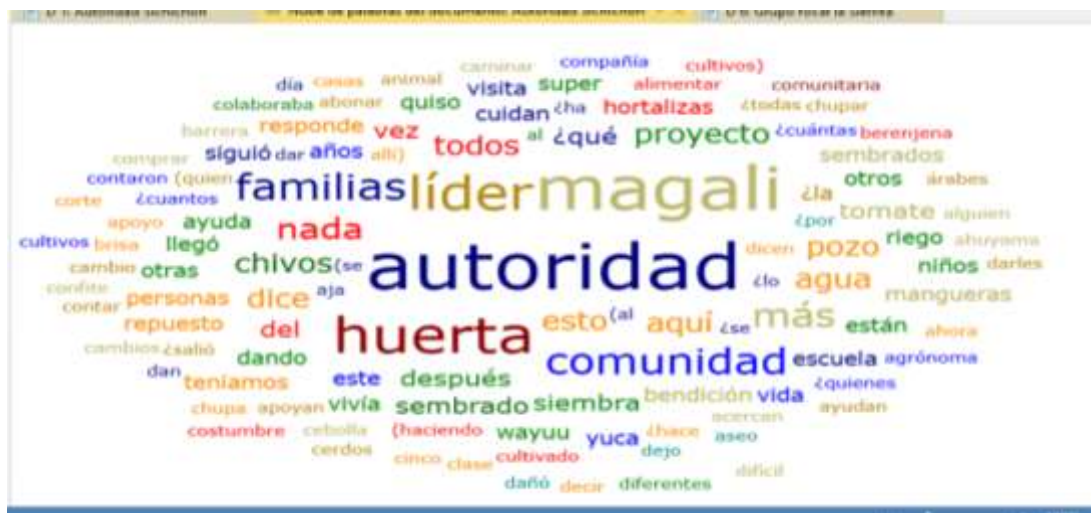 caminar compañía cultivos)
día casas animal visita super alimentar comunitaria
colaboraba abonar quiso cuidan ¿ha hortalizas ¿todas chupar
barrera responde vez todos al ¿qué proyecto ¿cuántas berenjena
comprar siguió dar años allí) sembrados
contaron (quien familias líder magali ¿la otros árabes
corte ¿cuantos ¿por tomate alguien
apoyo ayuda nada
cultivos brisa llegó chivos (se autoridad dicen pozo riego ahuyama
cambio otras ¿lo agua niños darles
confite
contar personas dice aja mangueras
repuesto del huerta esto (al aquí ¿se más están ahora
cambios ¿salió dando comunidad escuela agrónoma
dan teníamos este después bendición vida ¿quienes
chupa apoyan vivía sembrado siembra acercan ayudan
costumbre cebolla (haciendo wayuu yuca ¿hace aseo
cerdos cinco clase cultivado dejo
difícil
dañó decir diferentes